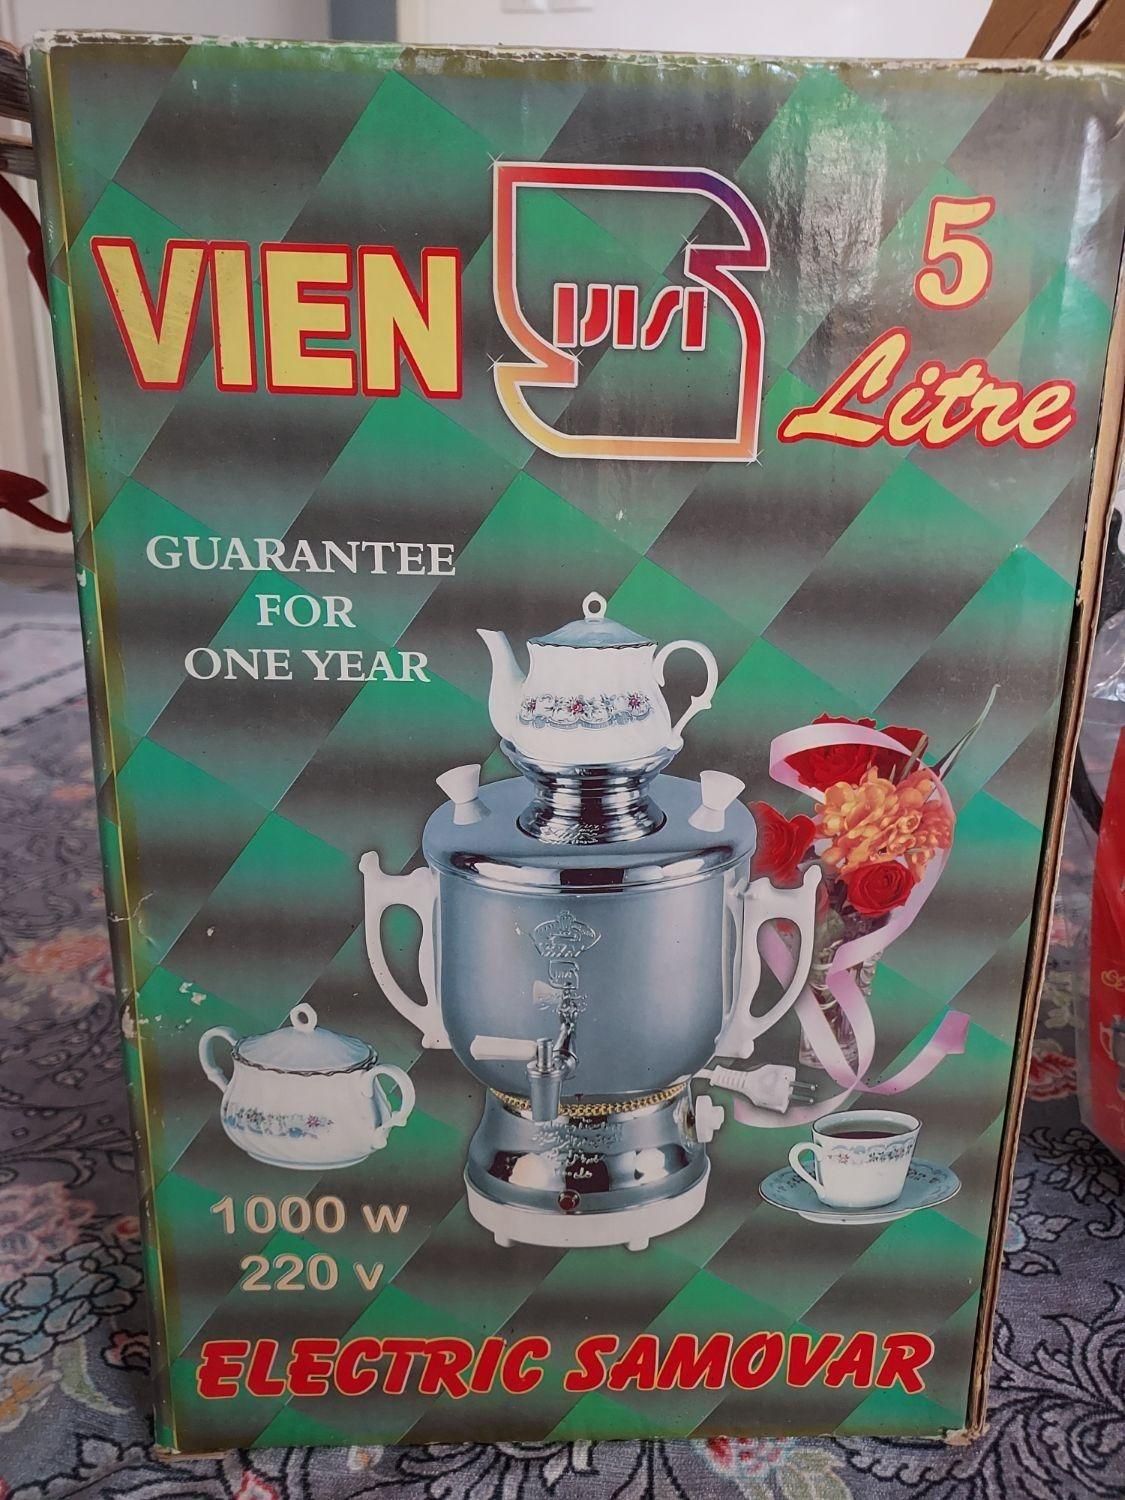 VIEN
5
Litre
GUARANTEE
FOR
ONE YEAR
1000 w
220 v
ELECTRIC SAMOVAR